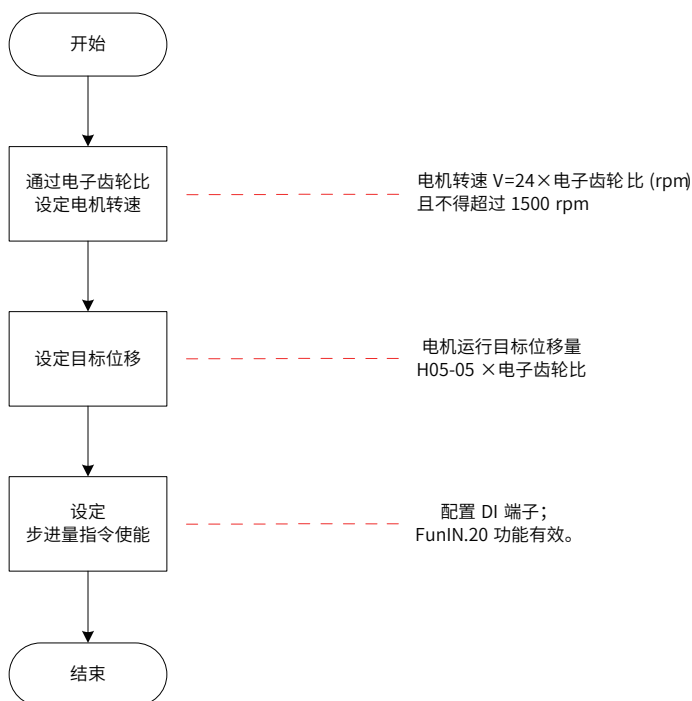 开始
通过电子齿轮比
设定电机转速
电机转速 V=24×电子齿轮比 (rpm)
且不得超过 1500 rpm
设定目标位移
电机运行目标位移量
H05-05 ×电子齿轮比
设定
步进量指令使能
配置 DI 端子；
FunIN.20 功能有效。
结束